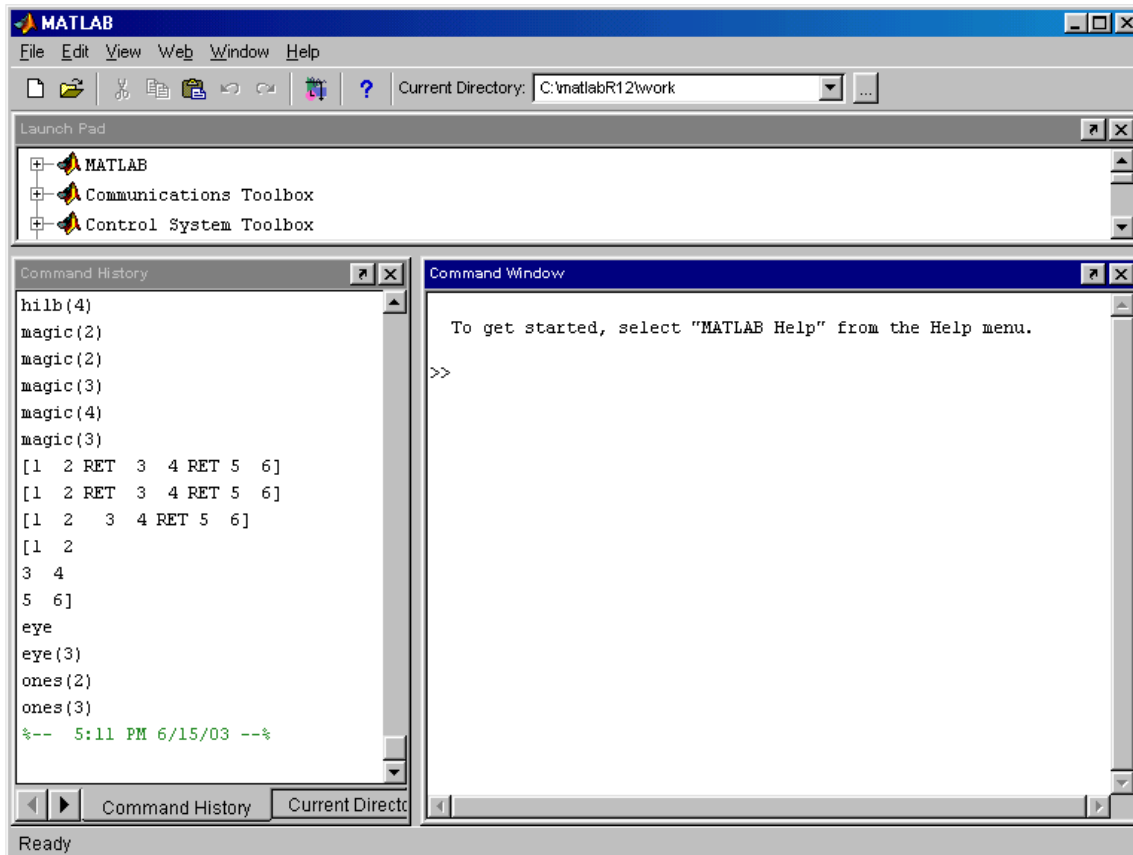 MATLAB
File Edit View Web Window Help
? Current Directory: C:\matlabR12\work ...
Launch Pad
MATLAB
Communications Toolbox
Control System Toolbox
Command History
hilb(4)
magic(2)
magic(2)
magic(3)
magic(4)
magic(3)
[1 2 RET 3 4 RET 5 6]
[1 2 RET 3 4 RET 5 6]
[1 2 3 4 RET 5 6]
[1 2
3 4
5 6]
eye
eye(3)
ones(2)
ones(3)
%-- 5:11 PM 6/15/03 --%
Command History Current Directo
Command Window
To get started, select "MATLAB Help" from the Help menu.
>>
Ready